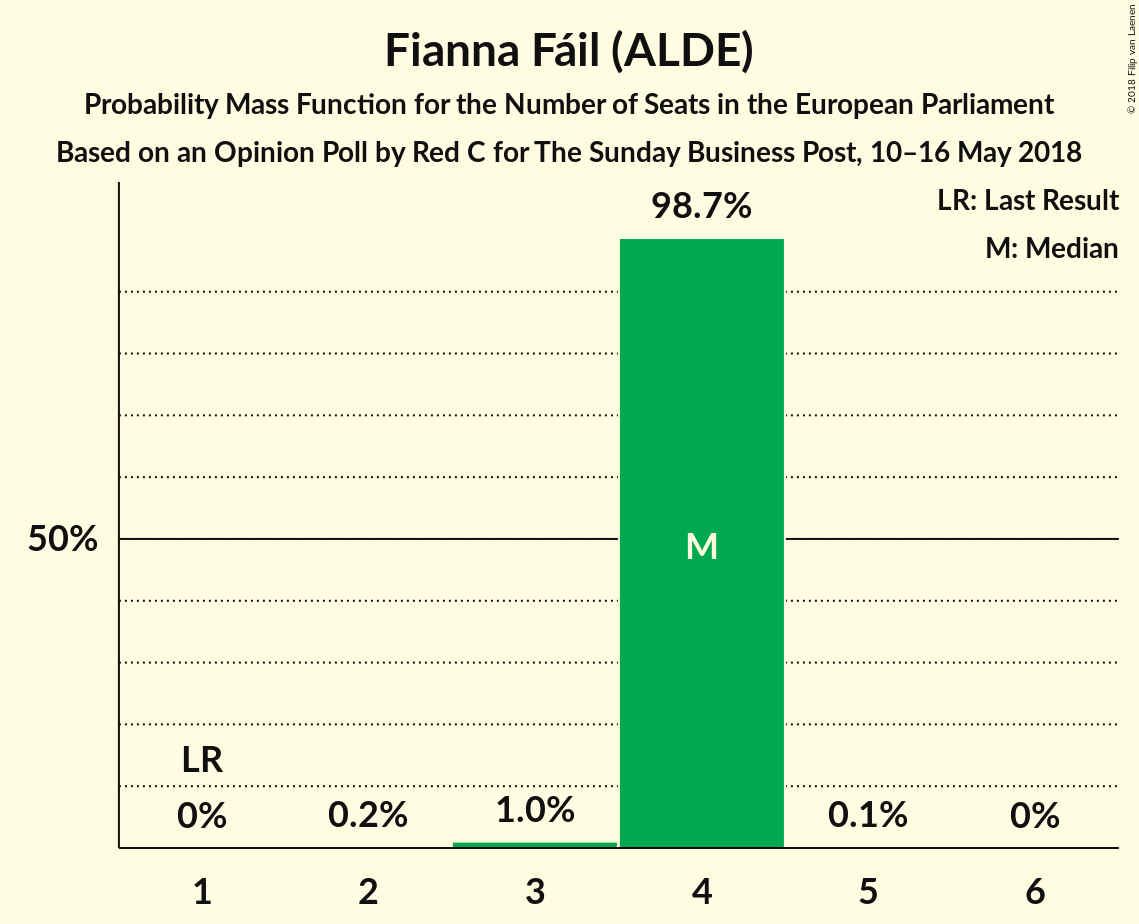 Fianna Fáil (ALDE)
Probability Mass Function for the Number of Seats in the European Parliament
Based on an Opinion Poll by Red C for The Sunday Business Post, 10–16 May 2018
© 2018 Filip van Laenen
LR: Last Result
M: Median
98.7%
50%
M
LR
0%
0.2%
1.0%
0.1%
0%
1
2
3
4
5
6